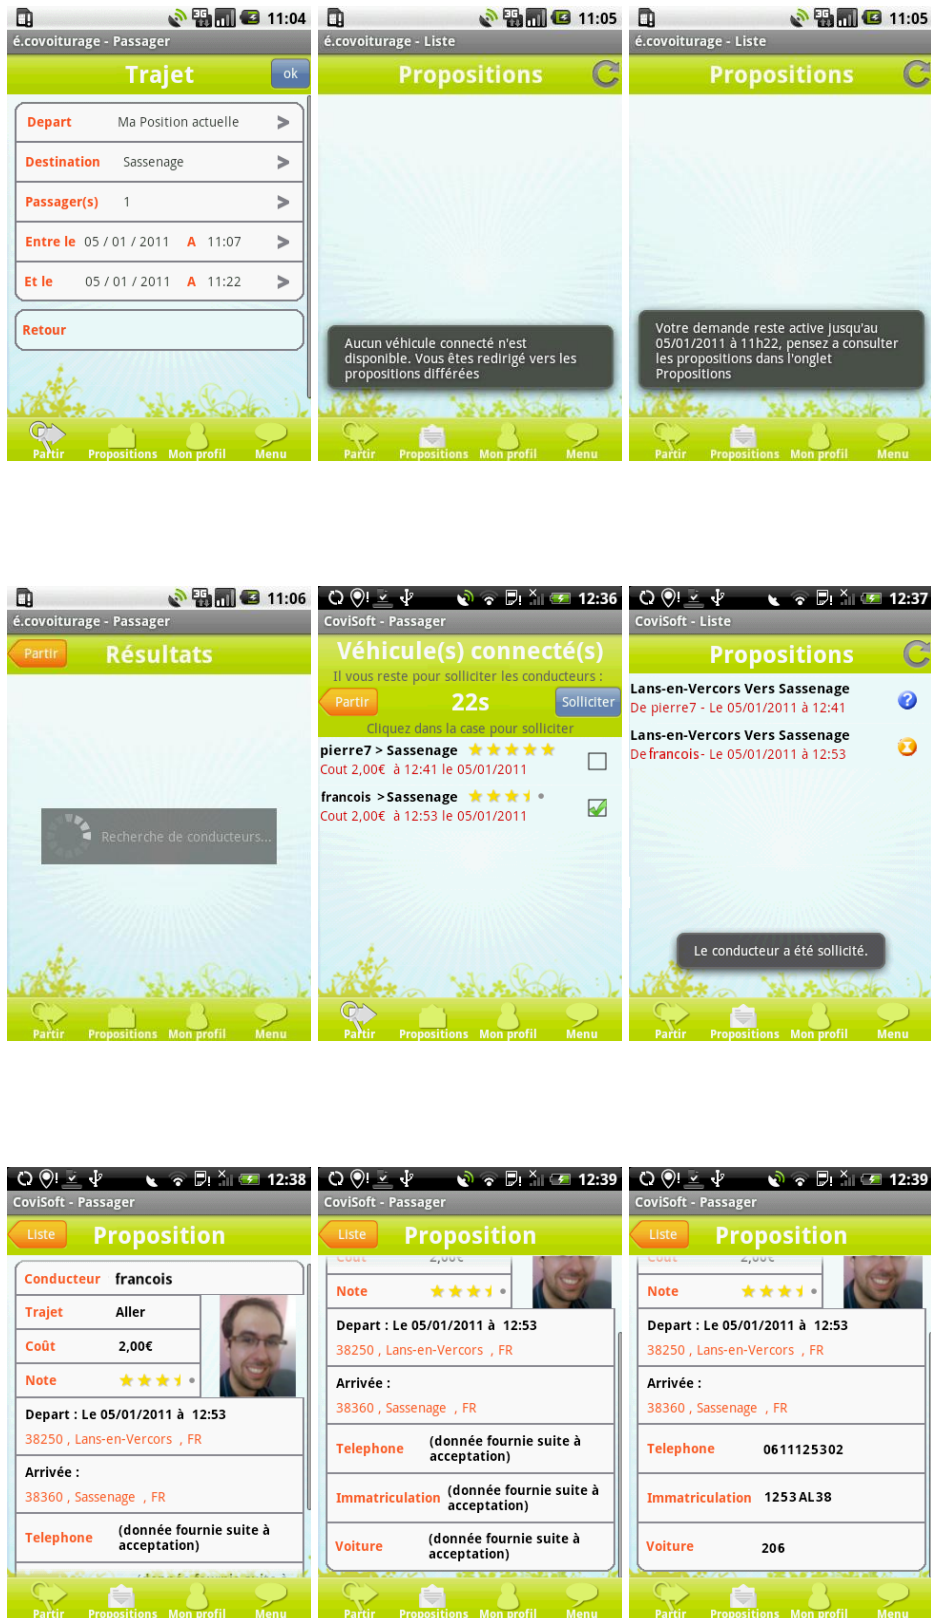 11:04
é.covoiturage - Passager
Trajet
ok
Depart Ma Position actuelle >
Destination Sassenage >
Passager(s) 1 >
Entre le 05 / 01 / 2011 A 11:07 >
Et le 05 / 01 / 2011 A 11:22 >
Retour
Partir Propositions Mon profil Menu
3G 11:05
é.covoiturage - Liste
Propositions
Aucun véhicule connecté n'est
disponible. Vous êtes redirigé vers les
propositions différées
Partir Propositions Mon profil Menu
3G 11:05
é.covoiturage - Liste
Propositions
Votre demande reste active jusqu'au
05/01/2011 à 11h22, pensez a consulter
les propositions dans l'onglet
Propositions
Partir Propositions Mon profil Menu
3G 11:06
é.covoiturage - Passager
Partir
Résultats
Recherche de conducteurs...
Partir Propositions Mon profil Menu
12:36
CoviSoft - Passager
Véhicule(s) connecté(s)
Il vous reste pour solliciter les conducteurs :
Partir 22s Solliciter
Cliquez dans la case pour solliciter
pierre7 > Sassenage
Cout 2,00€ à 12:41 le 05/01/2011
francois > Sassenage
Cout 2,00€ à 12:53 le 05/01/2011
Partir Propositions Mon profil Menu
12:37
CoviSoft - Liste
Propositions
Lans-en-Vercors Vers Sassenage
De pierre7 - Le 05/01/2011 à 12:41
Lans-en-Vercors Vers Sassenage
De francois - Le 05/01/2011 à 12:53
Le conducteur a été sollicité.
Partir Propositions Mon profil Menu
12:38
CoviSoft - Passager
Liste Proposition
Conducteur francois
Trajet Aller
Coût 2,00€
Note
Depart : Le 05/01/2011 à 12:53
38250 , Lans-en-Vercors , FR
Arrivée :
38360 , Sassenage , FR
Telephone (donnée fournie suite à
acceptation)
Partir Propositions Mon profil Menu
12:39
CoviSoft - Passager
Liste Proposition
Coût 2,00€
Note
Depart : Le 05/01/2011 à 12:53
38250 , Lans-en-Vercors , FR
Arrivée :
38360 , Sassenage , FR
Telephone (donnée fournie suite à
acceptation)
Immatriculation (donnée fournie suite à
acceptation)
Voiture (donnée fournie suite à
acceptation)
Partir Propositions Mon profil Menu
12:39
CoviSoft - Passager
Liste Proposition
Coût 2,00€
Note
Depart : Le 05/01/2011 à 12:53
38250 , Lans-en-Vercors , FR
Arrivée :
38360 , Sassenage , FR
Telephone 0611125302
Immatriculation 1253AL38
Voiture 206
Partir Propositions Mon profil Menu